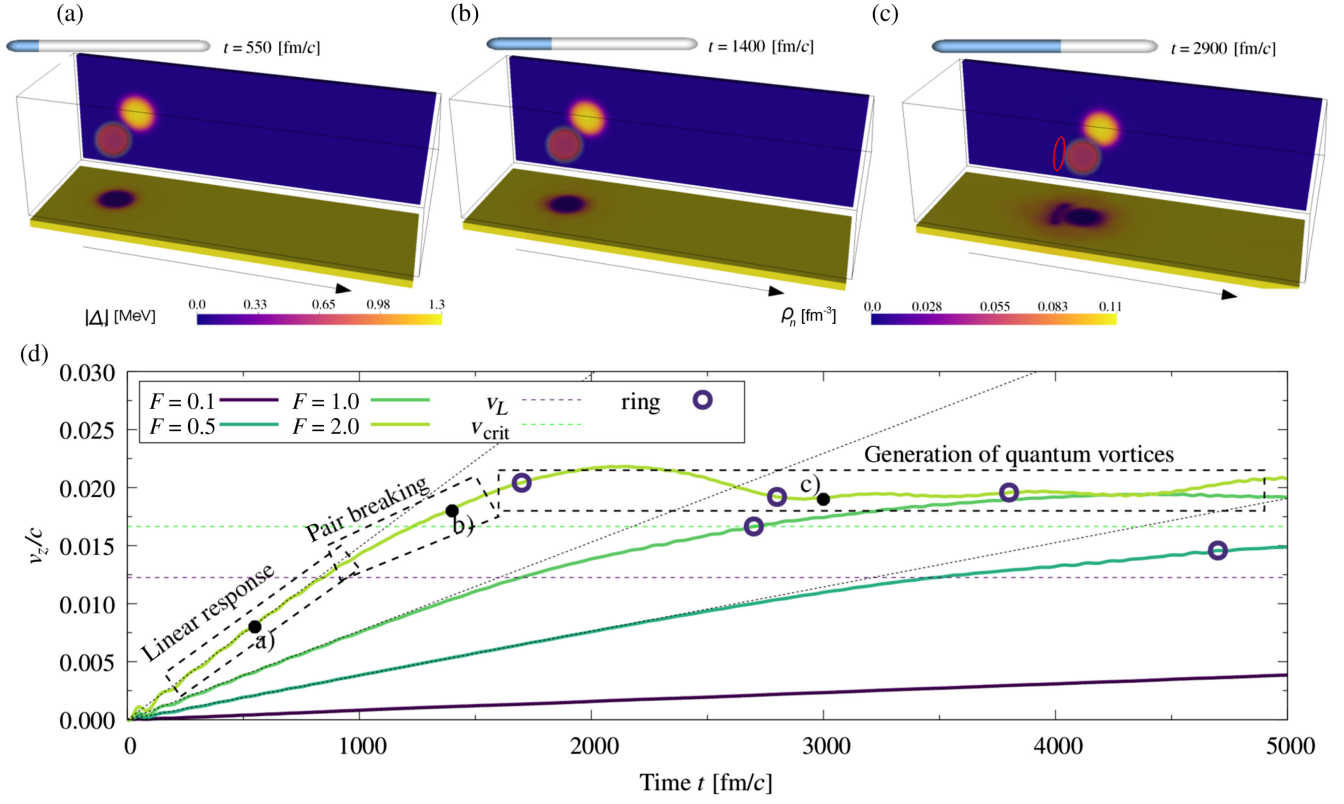 (a)
(b)
(c)
t = 550 [fm/c]
t = 1400 [fm/c]
t = 2900 [fm/c]
|Δ| [MeV]
0.0 0.33 0.65 0.98 1.3
ρn [fm-3]
0.0 0.028 0.055 0.083 0.11
(d)
0.030
0.025
0.020
0.015
0.010
0.005
0.000
vz/c
F = 0.1 F = 1.0 vL ring
F = 0.5 F = 2.0 vcrit
Generation of quantum vortices
Pair breaking
Linear response
a)
b)
c)
0 1000 2000 3000 4000 5000
Time t [fm/c]